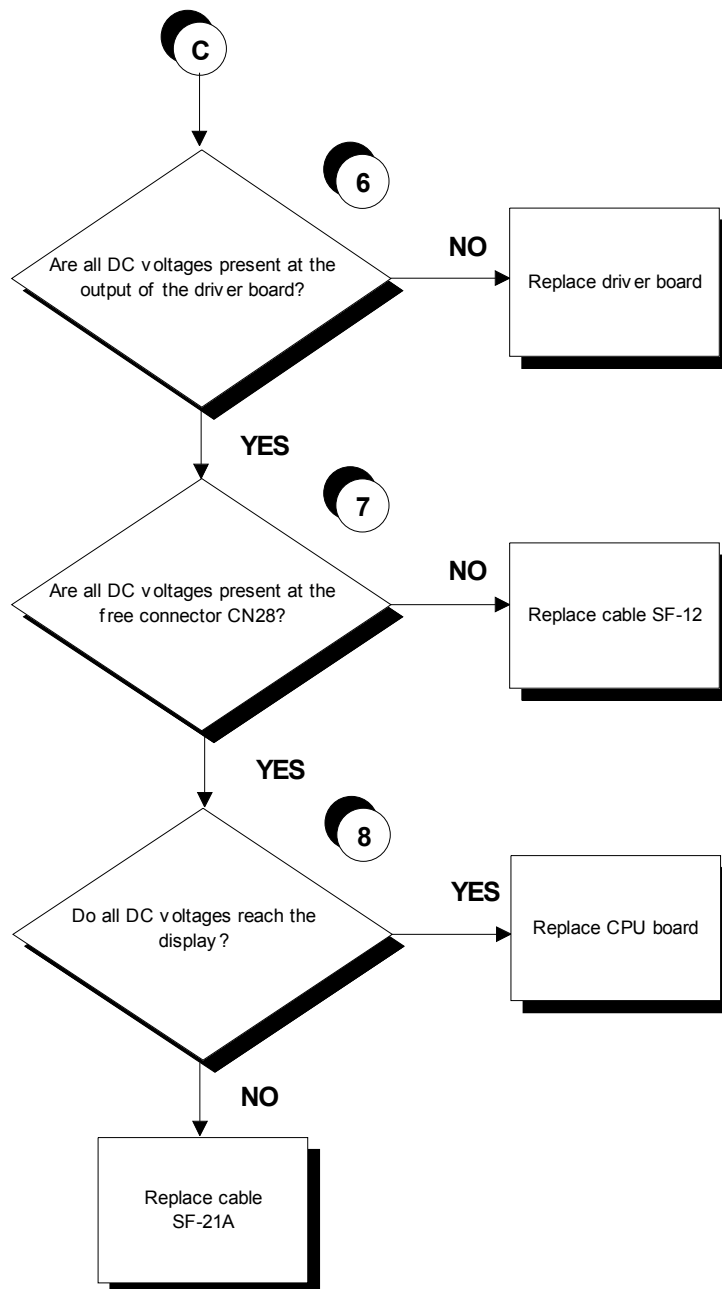 C
6
Are all DC voltages present at the
output of the driver board?
NO
Replace driver board
YES
7
Are all DC voltages present at the
free connector CN28?
NO
Replace cable SF-12
YES
8
Do all DC voltages reach the
display?
YES
Replace CPU board
NO
Replace cable
SF-21A